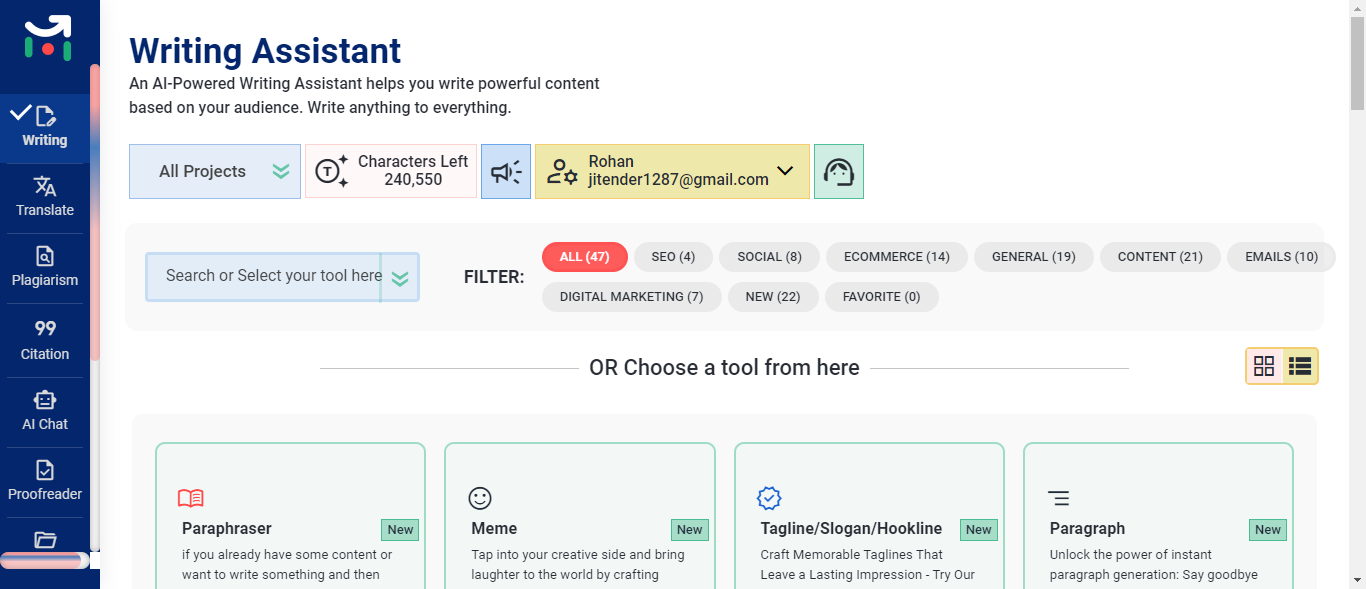 Writing Assistant
An AI-Powered Writing Assistant helps you write powerful content
based on your audience. Write anything to everything.
Writing
Translate
Plagiarism
99
Citation
AI Chat
Proofreader
All Projects
T
Characters Left
240,550
Rohan
jitender1287@gmail.com
Search or Select your tool here
FILTER:
ALL (47)
SEO (4)
SOCIAL (8)
ECOMMERCE (14)
GENERAL (19)
CONTENT (21)
EMAILS (10)
DIGITAL MARKETING (7)
NEW (22)
FAVORITE (0)
OR Choose a tool from here
Paraphraser
New
if you already have some content or
want to write something and then
Meme
New
Tap into your creative side and bring
laughter to the world by crafting
Tagline/Slogan/Hookline
New
Craft Memorable Taglines That
Leave a Lasting Impression - Try Our
Paragraph
New
Unlock the power of instant
paragraph generation: Say goodbye